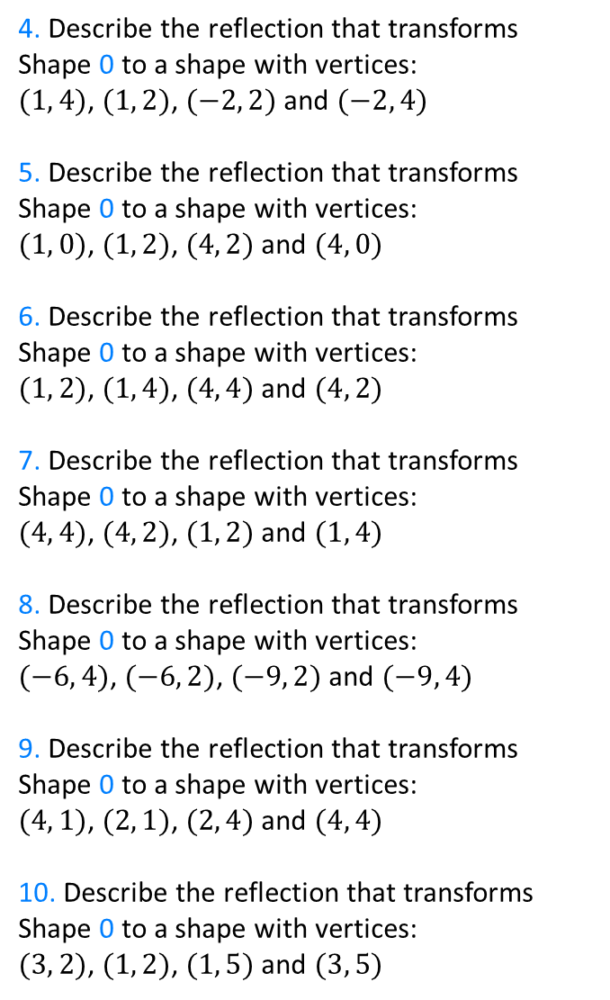 4. Describe the reflection that transforms
Shape 0 to a shape with vertices:
(1, 4), (1, 2), (−2, 2) and (−2, 4)
5. Describe the reflection that transforms
Shape 0 to a shape with vertices:
(1, 0), (1, 2), (4, 2) and (4, 0)
6. Describe the reflection that transforms
Shape 0 to a shape with vertices:
(1, 2), (1, 4), (4, 4) and (4, 2)
7. Describe the reflection that transforms
Shape 0 to a shape with vertices:
(4, 4), (4, 2), (1, 2) and (1, 4)
8. Describe the reflection that transforms
Shape 0 to a shape with vertices:
(−6, 4), (−6, 2), (−9, 2) and (−9, 4)
9. Describe the reflection that transforms
Shape 0 to a shape with vertices:
(4, 1), (2, 1), (2, 4) and (4, 4)
10. Describe the reflection that transforms
Shape 0 to a shape with vertices:
(3, 2), (1, 2), (1, 5) and (3, 5)